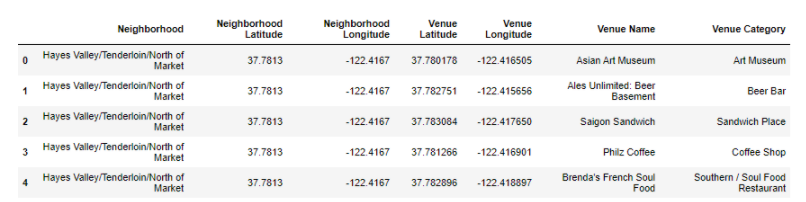 Neighborhood Neighborhood Latitude Neighborhood Longitude Venue Latitude Venue Longitude Venue Name Venue Category
0 Hayes Valley/Tenderloin/North of Market 37.7813 -122.4167 37.780178 -122.416505 Asian Art Museum Art Museum
1 Hayes Valley/Tenderloin/North of Market 37.7813 -122.4167 37.782751 -122.415656 Ales Unlimited: Beer Basement Beer Bar
2 Hayes Valley/Tenderloin/North of Market 37.7813 -122.4167 37.783084 -122.417650 Saigon Sandwich Sandwich Place
3 Hayes Valley/Tenderloin/North of Market 37.7813 -122.4167 37.781266 -122.416901 Philz Coffee Coffee Shop
4 Hayes Valley/Tenderloin/North of Market 37.7813 -122.4167 37.782896 -122.418897 Brenda's French Soul Food Southern / Soul Food Restaurant